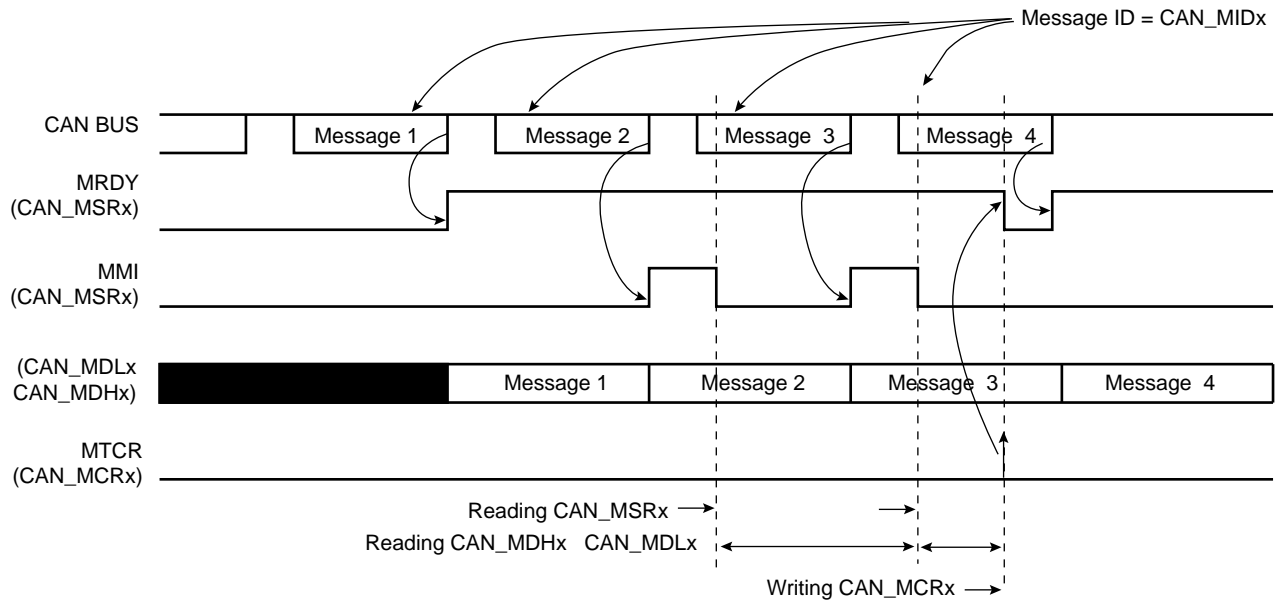 Message ID = CAN_MIDx
CAN BUS
Message 1
Message 2
Message 3
Message 4
MRDY
(CAN_MSRx)
MMI
(CAN_MSRx)
(CAN_MDLx
CAN_MDHx)
Message 1
Message 2
Message 3
Message 4
MTCR
(CAN_MCRx)
Reading CAN_MSRx
Reading CAN_MDHx CAN_MDLx
Writing CAN_MCRx